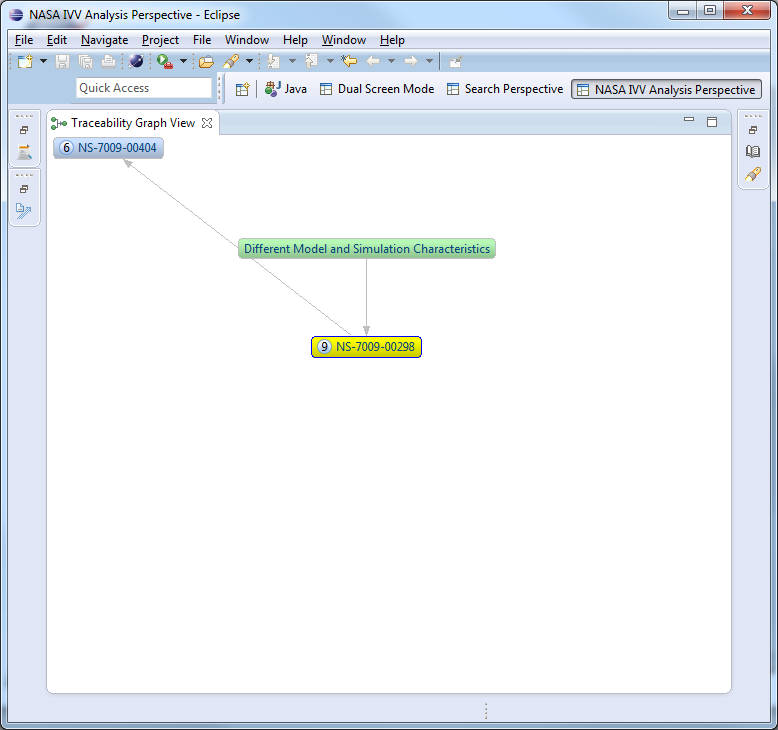 NASA IVV Analysis Perspective - Eclipse
File Edit Navigate Project File Window Help Window Help
Quick Access
Java Dual Screen Mode Search Perspective NASA IVV Analysis Perspective
Traceability Graph View
6 NS-7009-00404
Different Model and Simulation Characteristics
9 NS-7009-00298